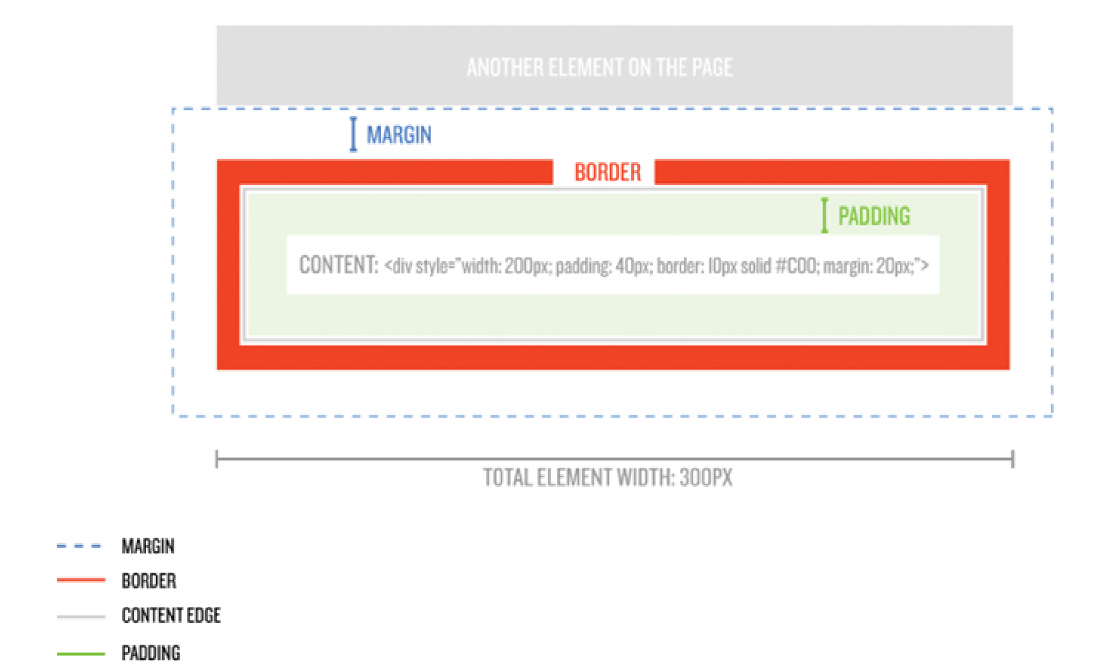 ANOTHER ELEMENT ON THE PAGE
MARGIN
BORDER
PADDING
CONTENT: <div style="width: 200px; padding: 40px; border: 10px solid #C00; margin: 20px;">
TOTAL ELEMENT WIDTH: 300PX
MARGIN
BORDER
CONTENT EDGE
PADDING